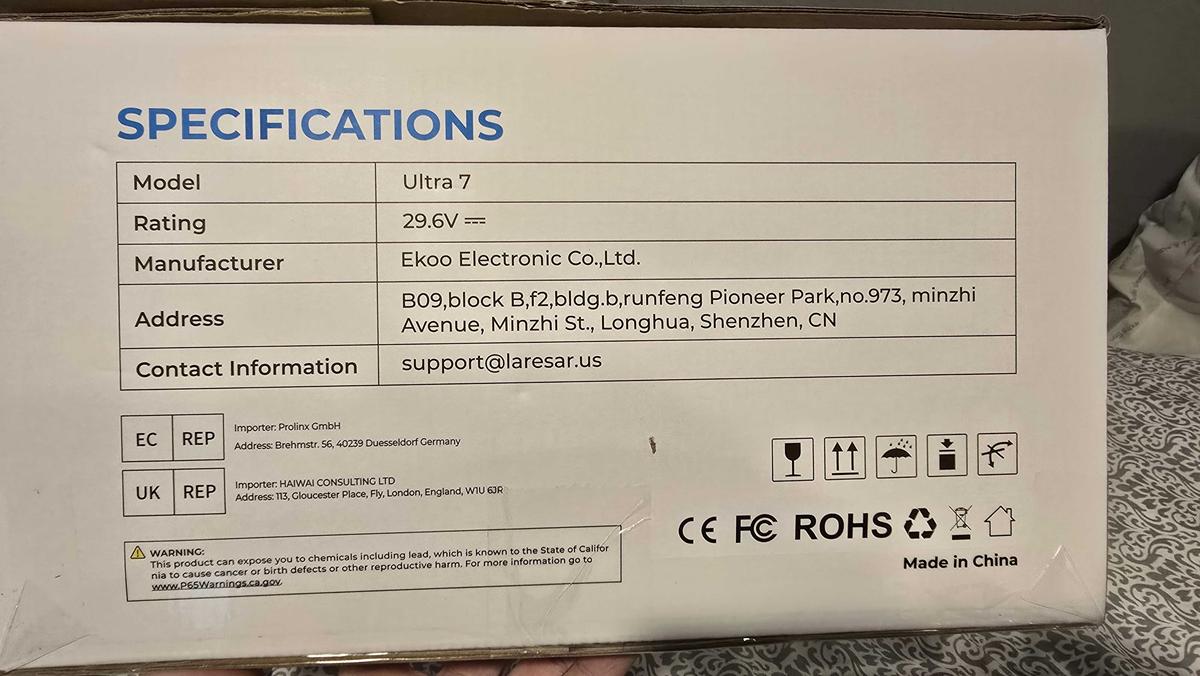 SPECIFICATIONS
Model Ultra 7
Rating 29.6V ⎓
Manufacturer Ekoo Electronic Co.,Ltd.
Address B09,block B,f2,bldg.b,runfeng Pioneer Park,no.973, minzhi
Avenue, Minzhi St., Longhua, Shenzhen, CN
Contact Information support@laresar.us
EC REP Importer: Prolinx GmbH
Address: Brehmstr. 56, 40239 Duesseldorf Germany
UK REP Importer: HAIWAI CONSULTING LTD
Address: 113, Gloucester Place, Fly, London, England, W1U 6JR
WARNING:
This product can expose you to chemicals including lead, which is known to the State of Califor
nia to cause cancer or birth defects or other reproductive harm. For more information go to
www.P65Warnings.ca.gov.
CE FC ROHS
Made in China